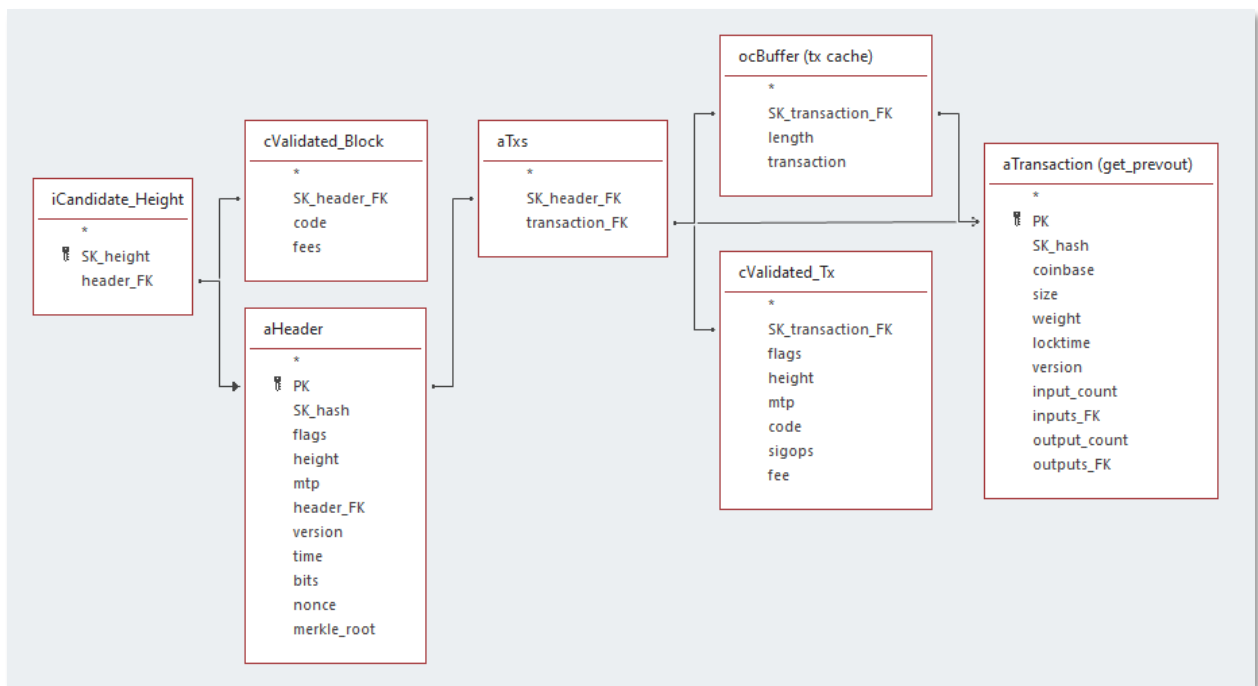 iCandidate_Height
*
SK_height
header_FK
cValidated_Block
*
SK_header_FK
code
fees
aHeader
*
PK
SK_hash
flags
height
mtp
header_FK
version
time
bits
nonce
merkle_root
aTxs
*
SK_header_FK
transaction_FK
ocBuffer (tx cache)
*
SK_transaction_FK
length
transaction
cValidated_Tx
*
SK_transaction_FK
flags
height
mtp
code
sigops
fee
aTransaction (get_prevout)
*
PK
SK_hash
coinbase
size
weight
locktime
version
input_count
inputs_FK
output_count
outputs_FK